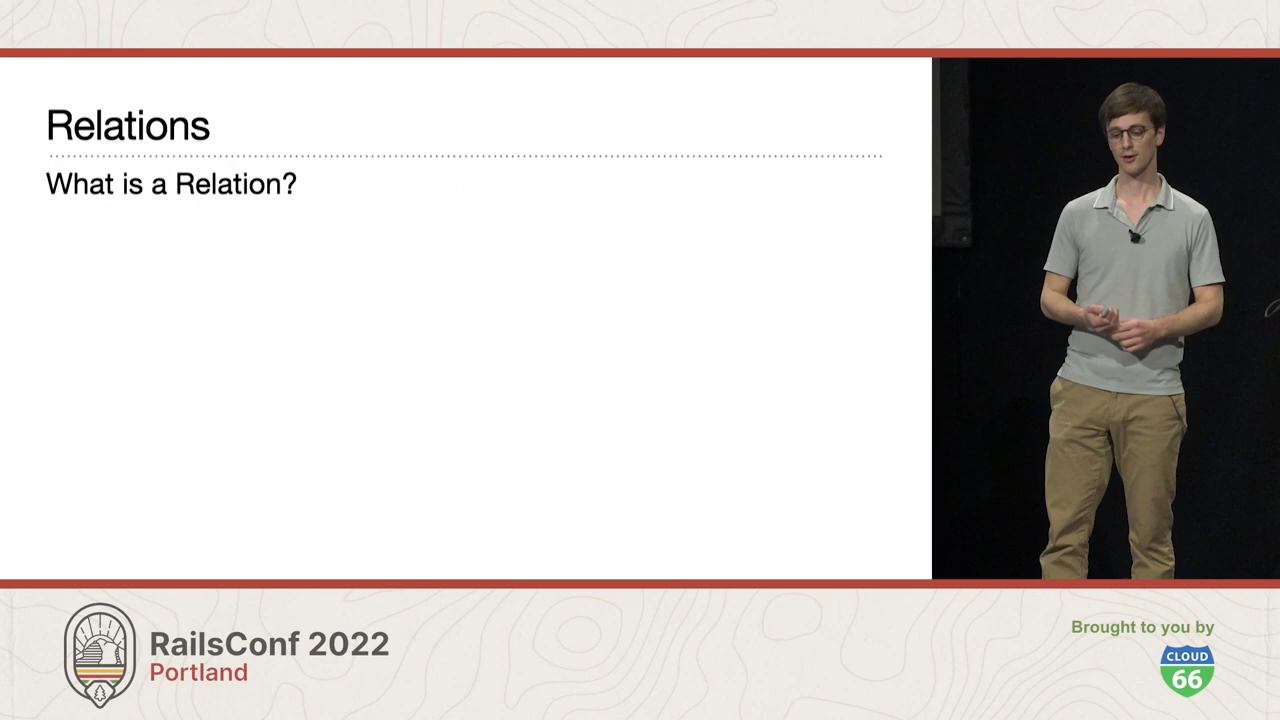 Relations
What is a Relation?
RailsConf 2022
Portland
Brought to you by
CLOUD
66